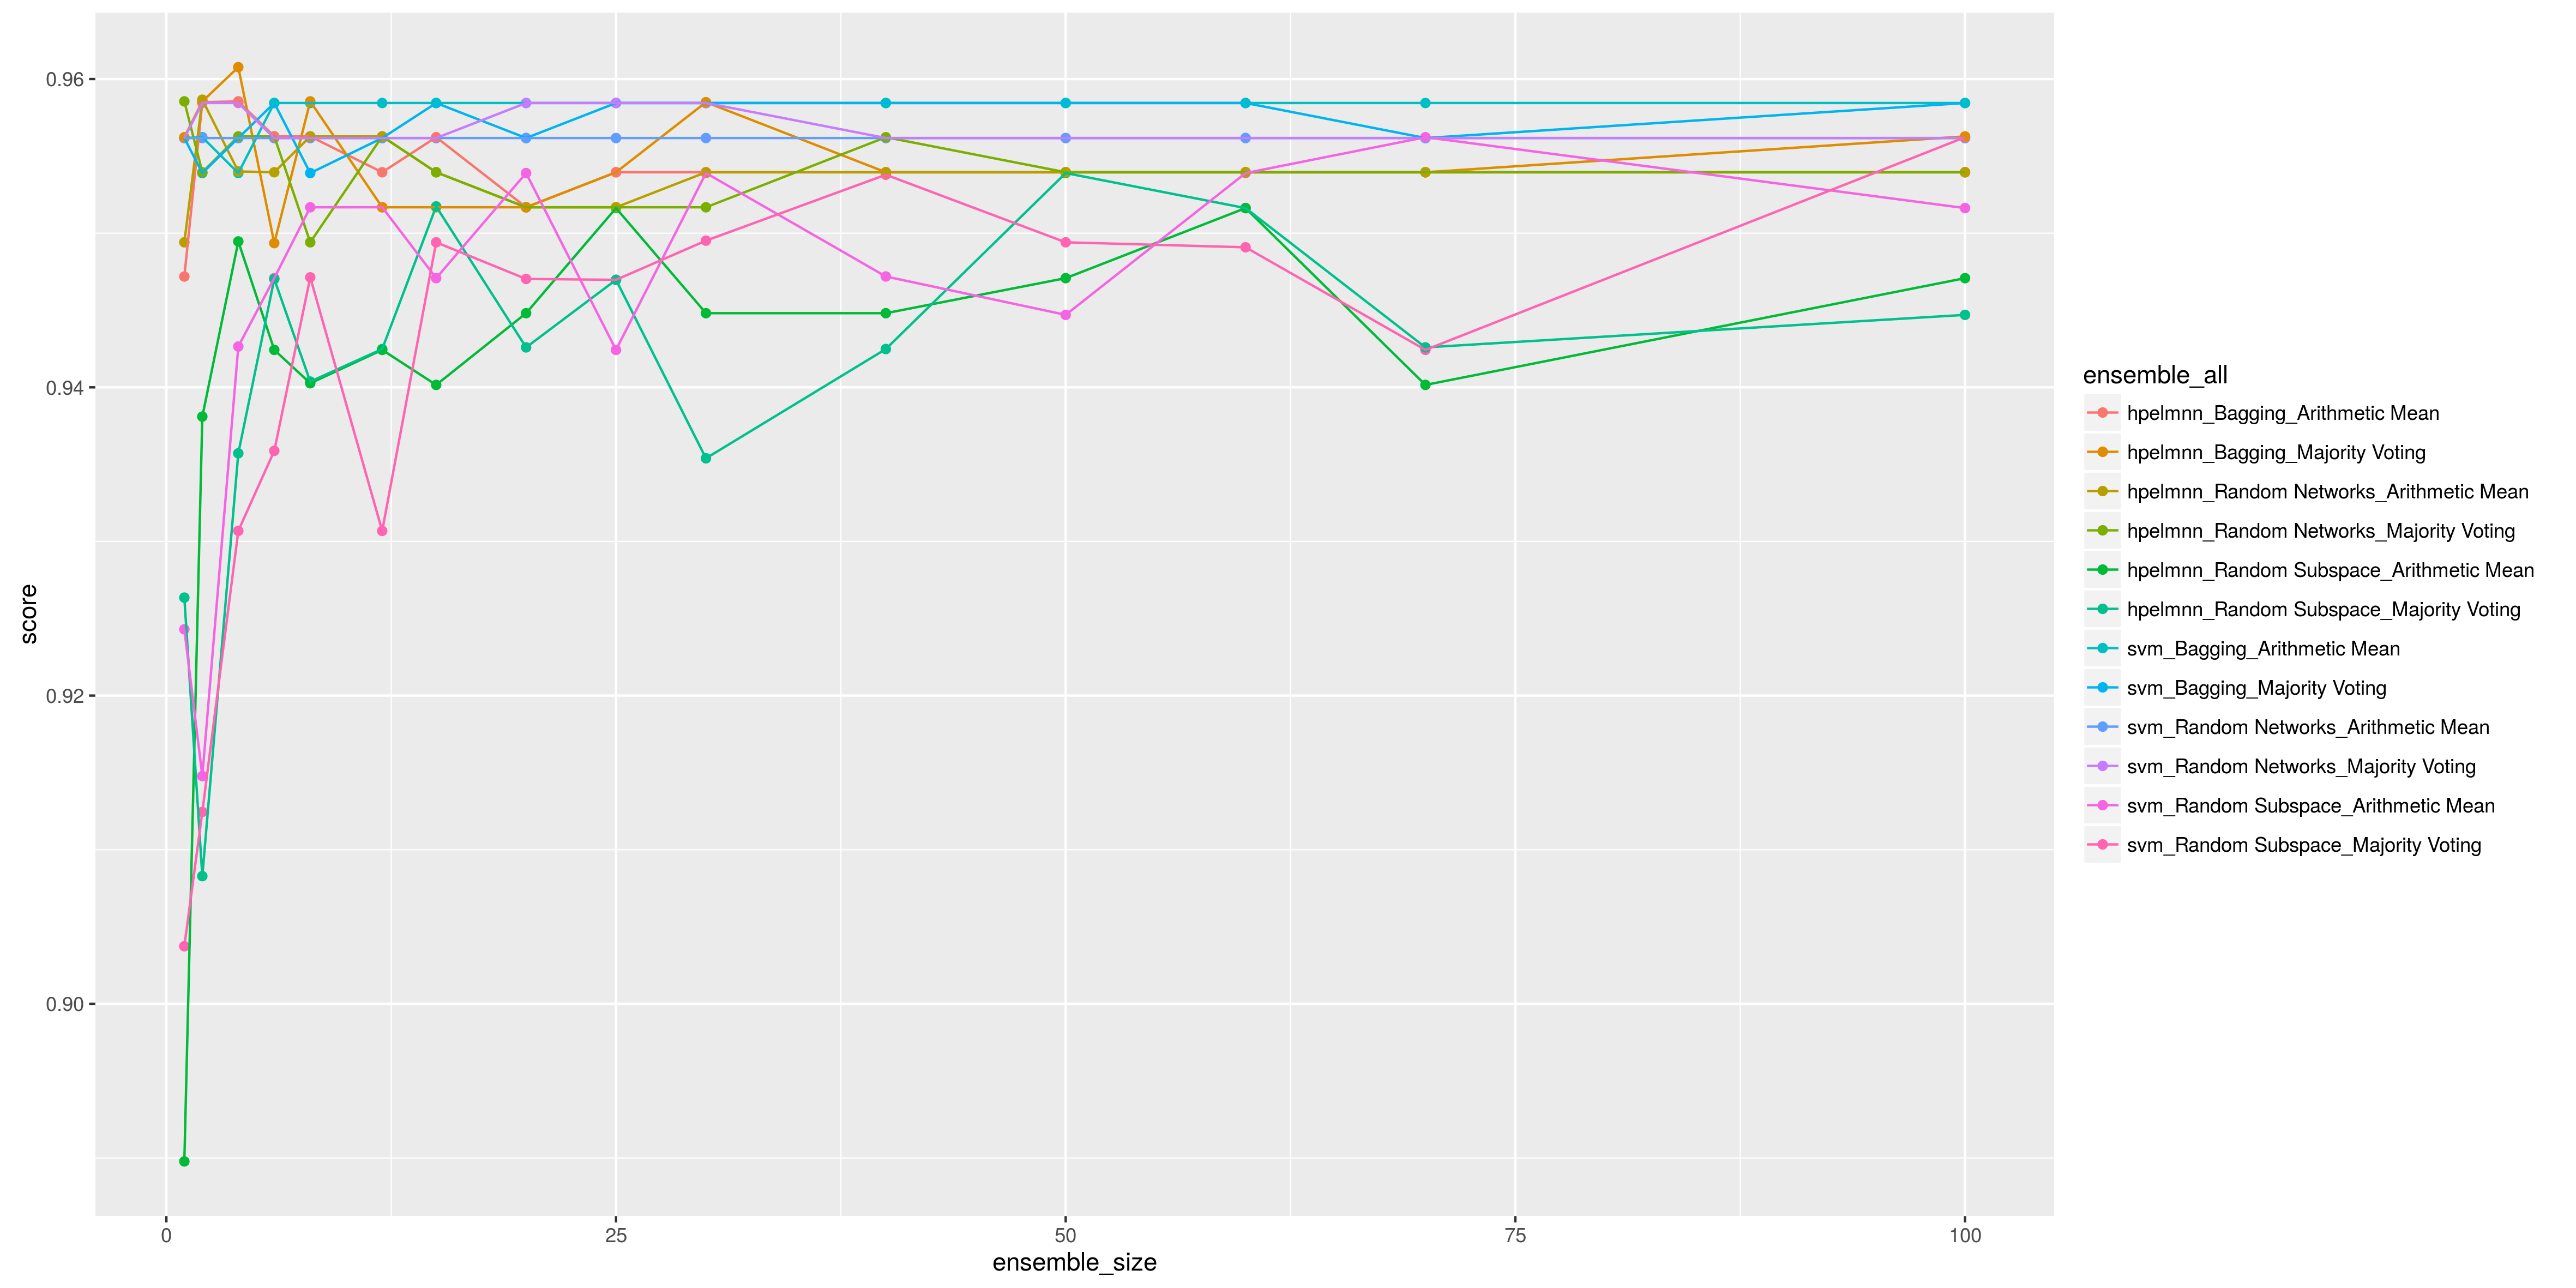 0.96
0.94
0.92
0.90
score
0
25
50
75
100
ensemble_size
ensemble_all
hpelmnn_Bagging_Arithmetic Mean
hpelmnn_Bagging_Majority Voting
hpelmnn_Random Networks_Arithmetic Mean
hpelmnn_Random Networks_Majority Voting
hpelmnn_Random Subspace_Arithmetic Mean
hpelmnn_Random Subspace_Majority Voting
svm_Bagging_Arithmetic Mean
svm_Bagging_Majority Voting
svm_Random Networks_Arithmetic Mean
svm_Random Networks_Majority Voting
svm_Random Subspace_Arithmetic Mean
svm_Random Subspace_Majority Voting